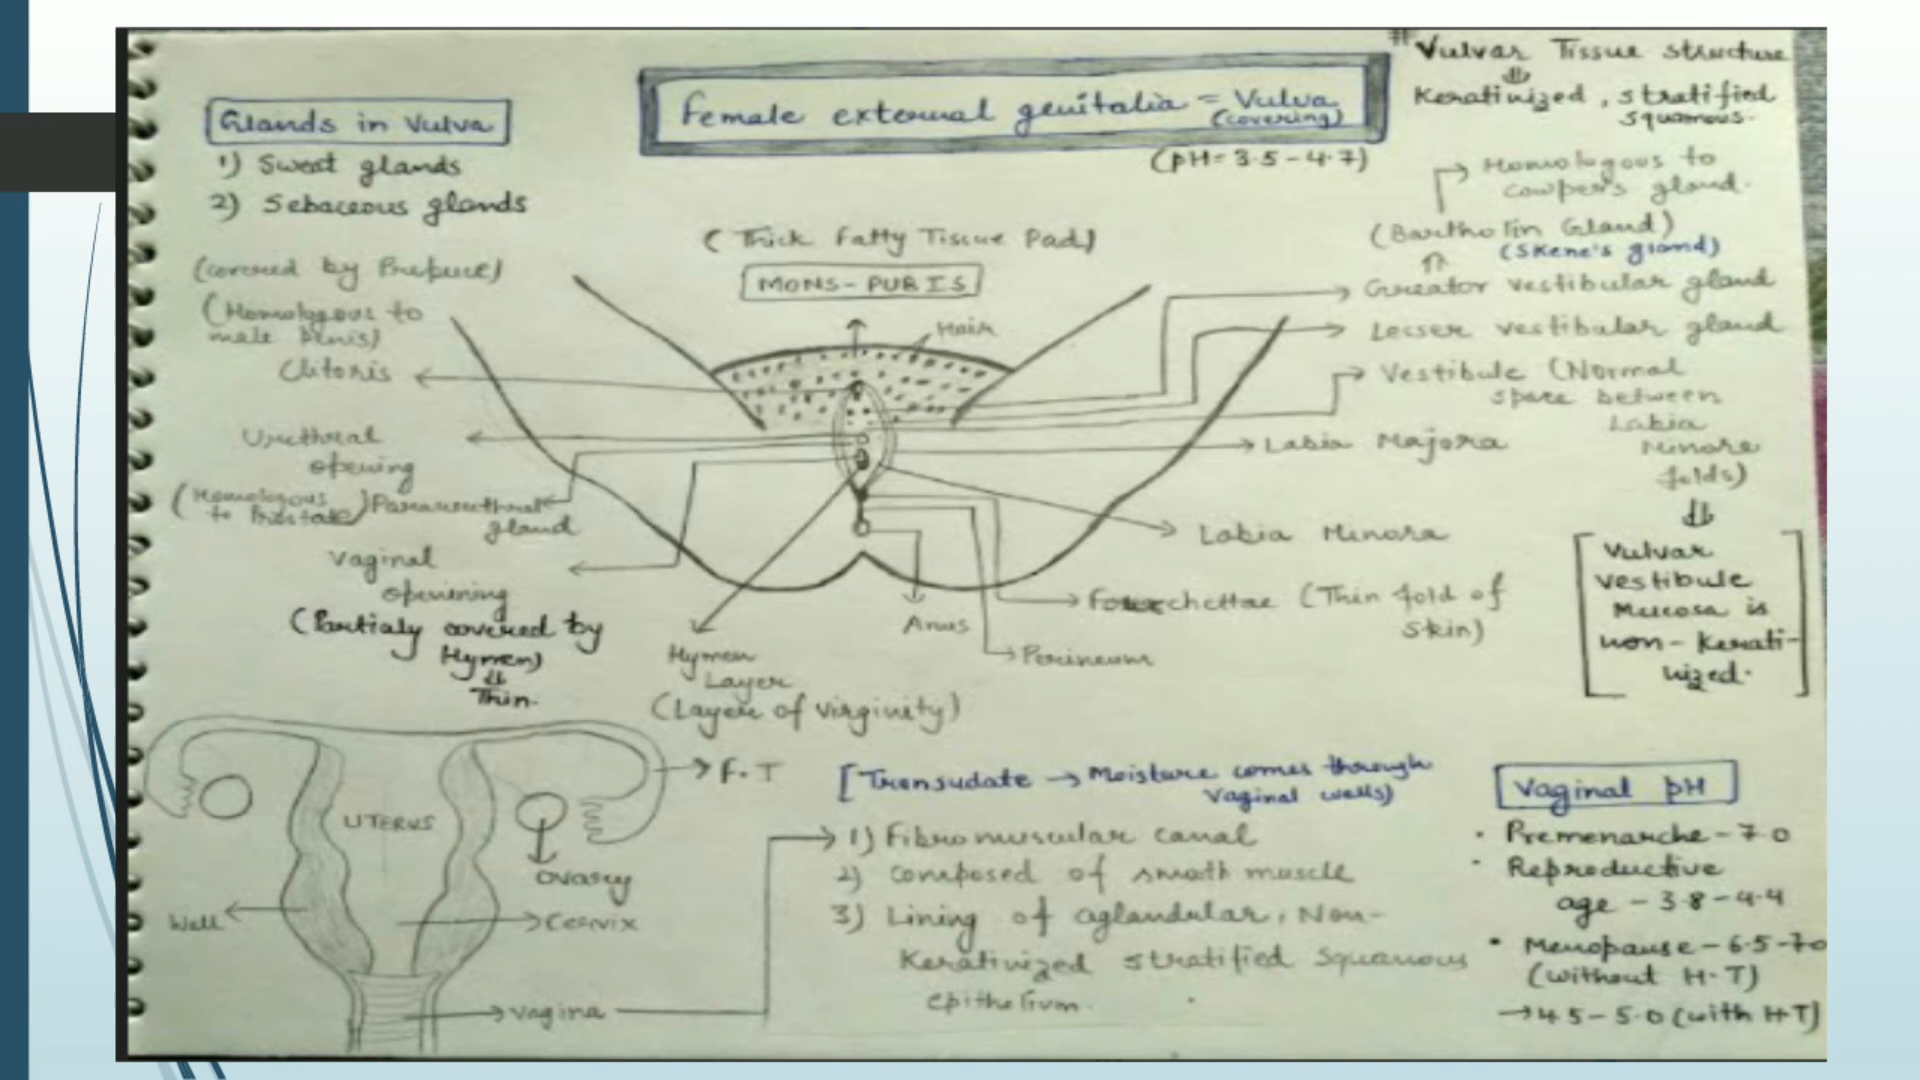 Female external genitalia = Vulva
(covering)
(pH = 3.5 - 4.7)
# Vulvar Tissue structure
⇓
Keratinized, stratified
squamous.
Glands in Vulva
1) Sweat glands
2) Sebaceous glands
(covered by Prepuce)
(Homologous to
male penis)
Clitoris
Urethral
opening
(Homologous
to Prostate) Paraurethral
gland
Vaginal
openining
(Partialy covered by
Hymen)
⇓
Thin.
(Thick Fatty Tissue Pad)
MONS-PUBIS
Hair
→ Homologous to
cowper's gland.
(Bartholin Gland)
(Skene's gland)
Greator vestibular gland
Lesser vestibular gland
Vestibule (Normal
space between
Labia
Minora
folds)
⇓
[Vulvar
vestibule
Mucosa is
non-kerati-
nized.]
Labia Majora
Labia Minora
Fourchettae (Thin fold of
skin)
Perineum
Anus
Hymen
Layer
(Layer of virginity)
F.T
UTERUS
Ovary
Wall
Cervix
Vagina
[Transudate → Moisture comes through
Vaginal walls)
1) Fibromuscular canal
2) Composed of smoth muscle
3) Lining of aglandular, Non-
Keratinized stratified squamous
epithelium.
Vaginal pH
• Premenarche - 7.0
• Reproductive
age - 3.8 - 4.4
• Menopause - 6.5-7.0
(without H.T)
→ 4.5 - 5.0 (with H.T)